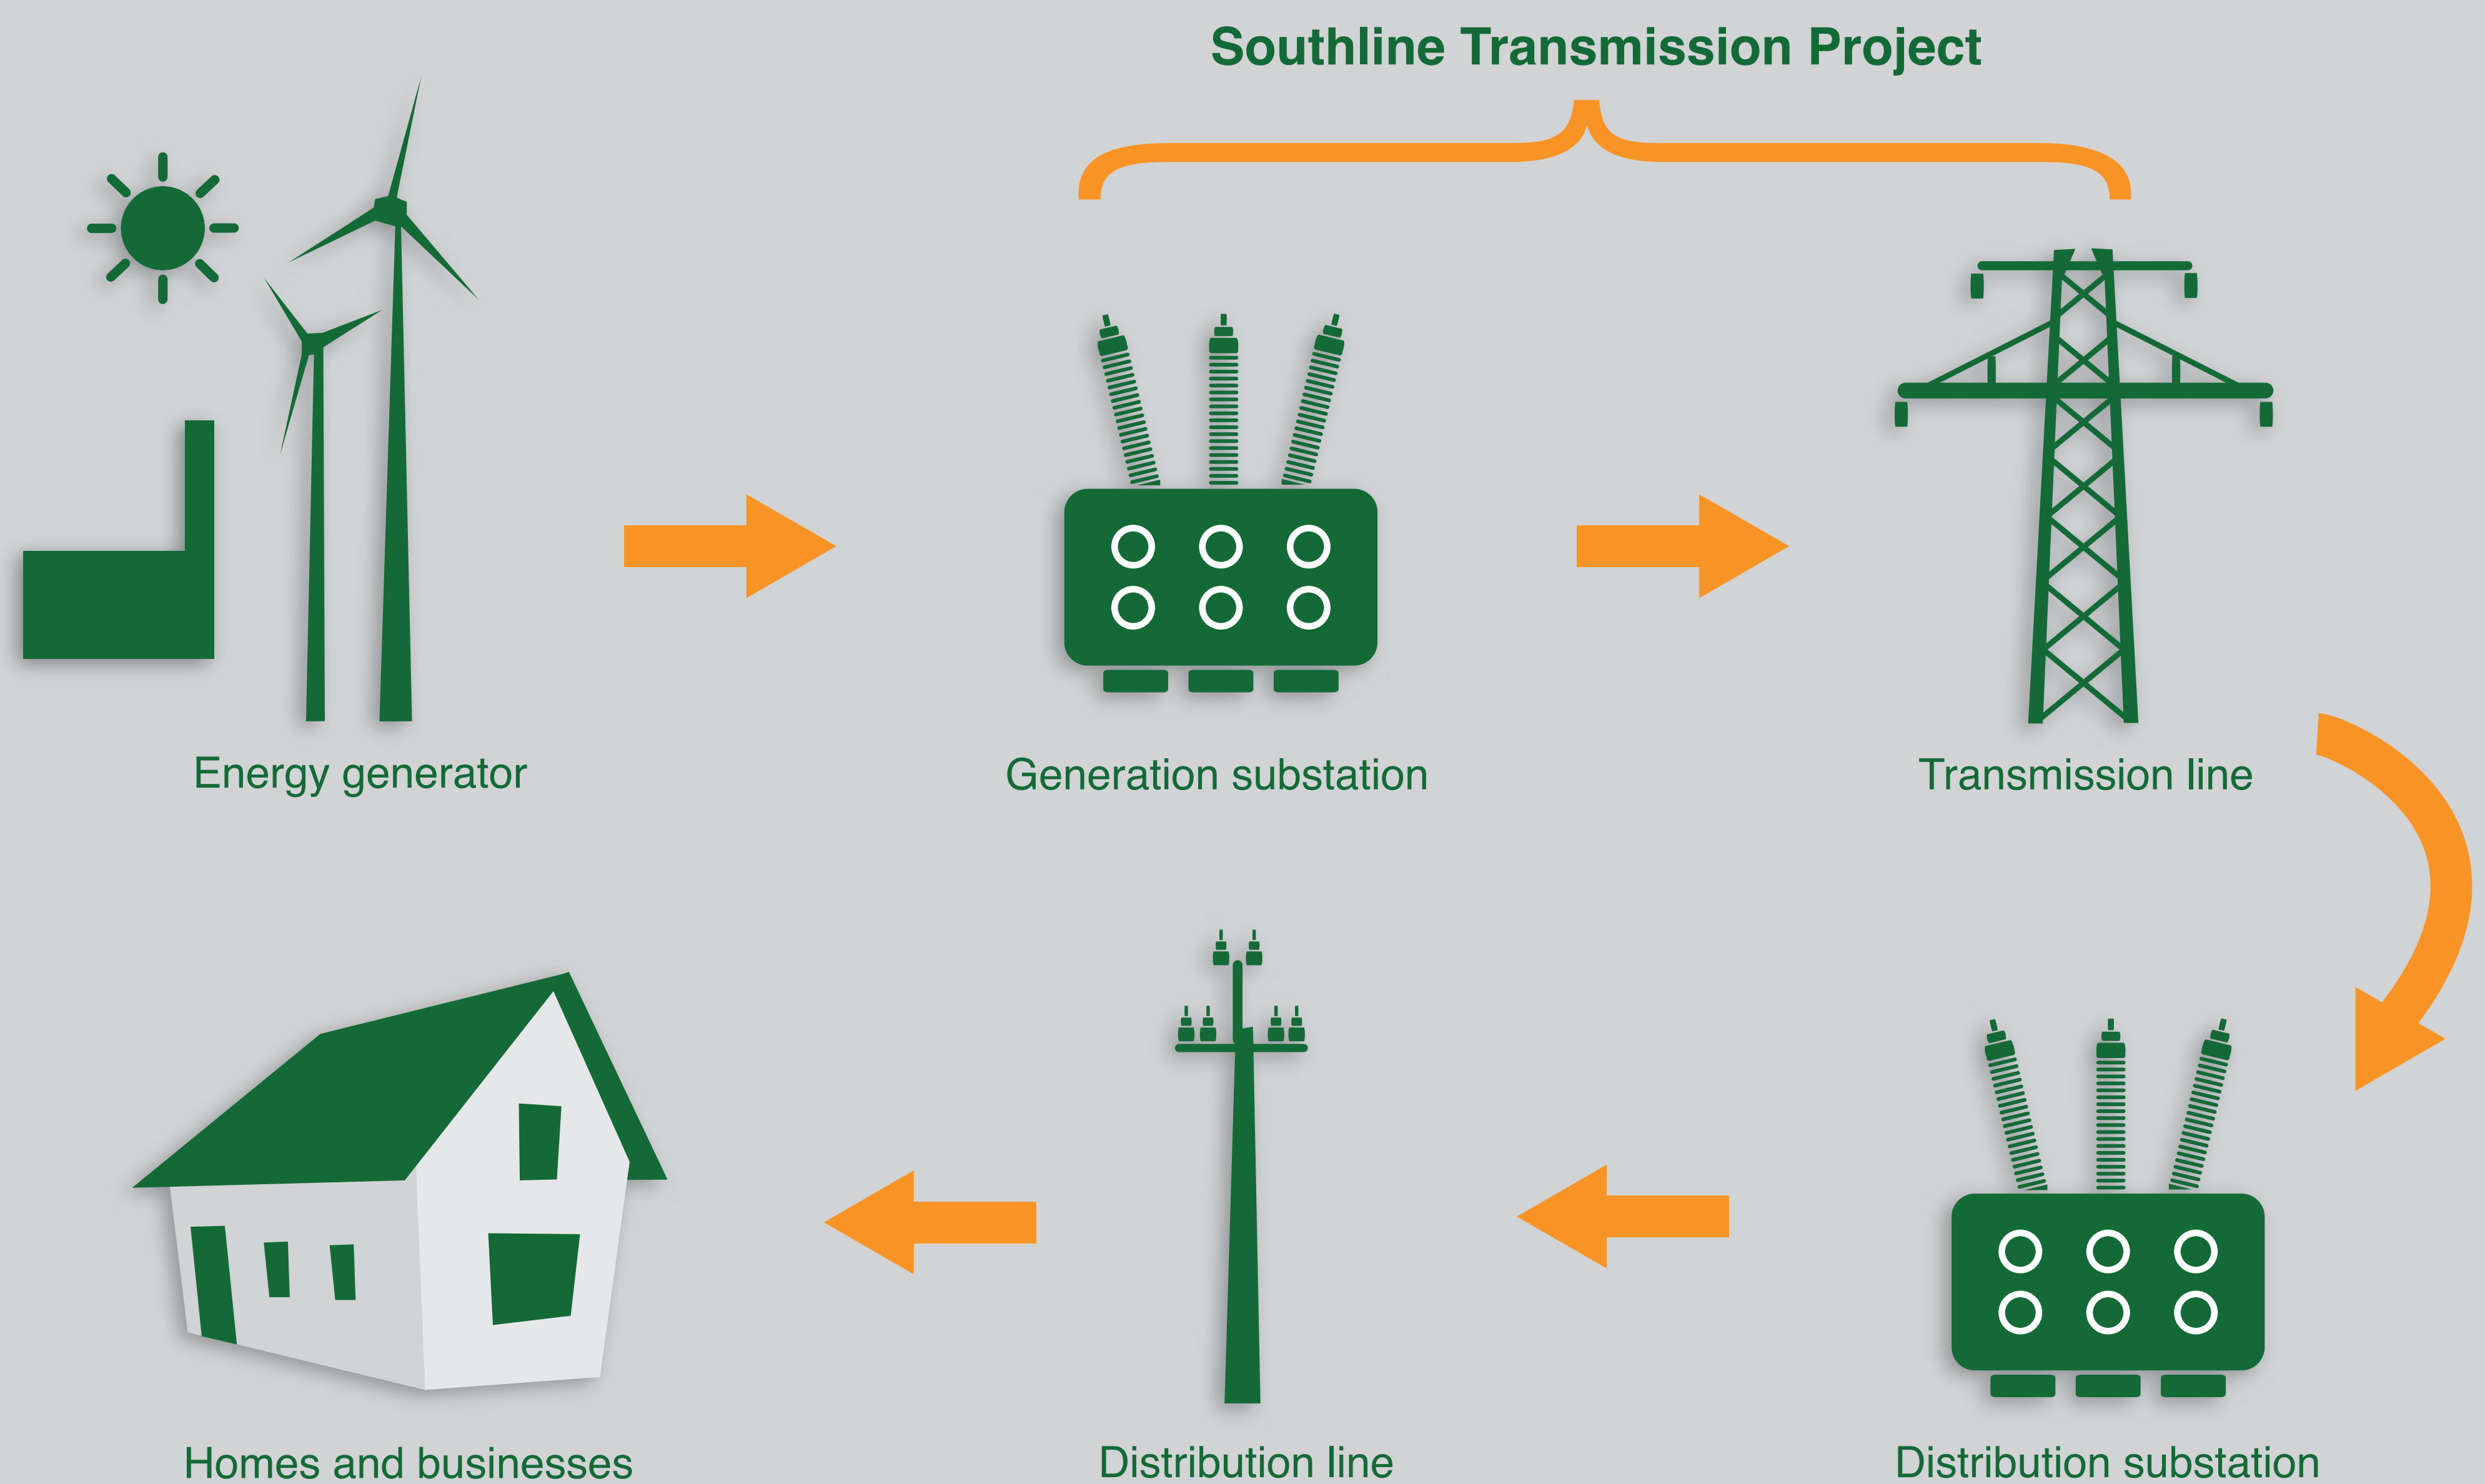 Southline Transmission Project
Energy generator
Generation substation
Transmission line
Homes and businesses
Distribution line
Distribution substation